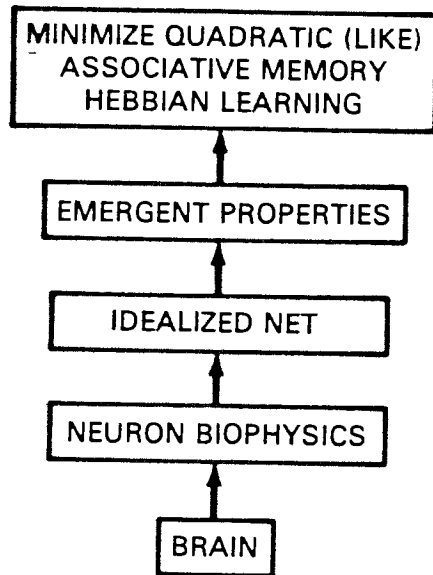 MINIMIZE QUADRATIC (LIKE)
ASSOCIATIVE MEMORY
HEBBIAN LEARNING
EMERGENT PROPERTIES
IDEALIZED NET
NEURON BIOPHYSICS
BRAIN